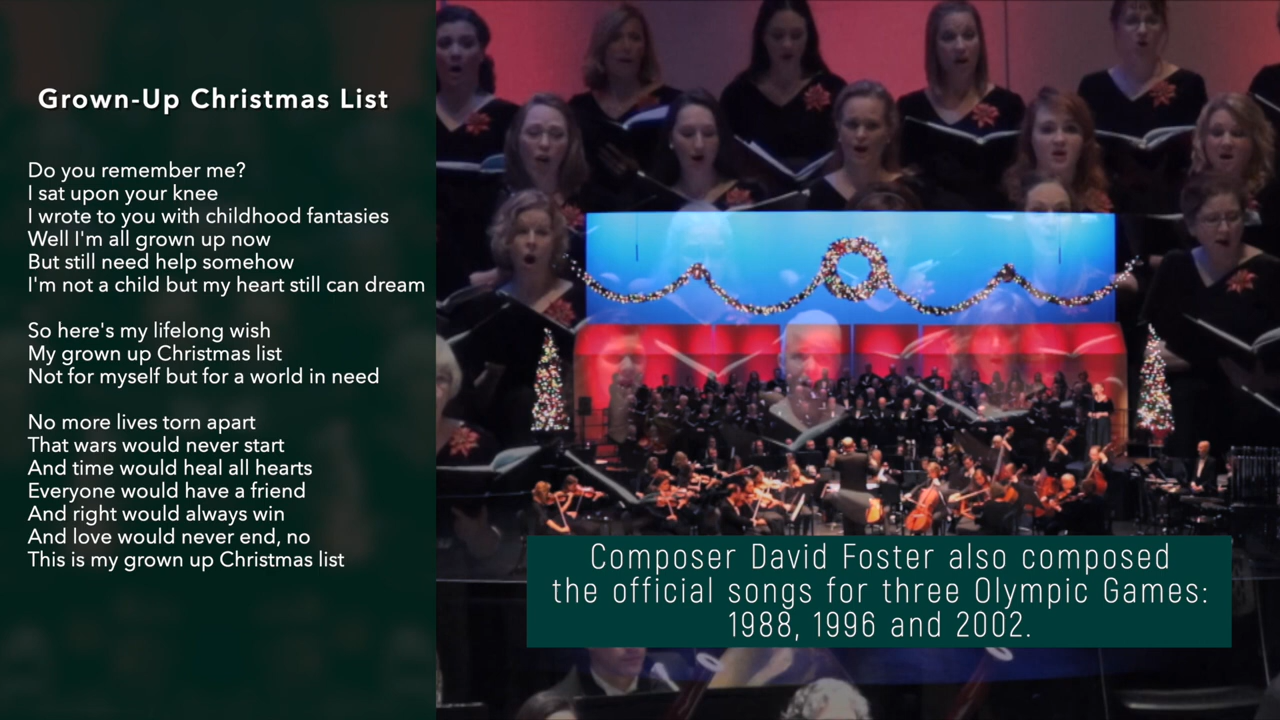 Grown-Up Christmas List
Do you remember me?
I sat upon your knee
I wrote to you with childhood fantasies
Well I'm all grown up now
But still need help somehow
I'm not a child but my heart still can dream
So here's my lifelong wish
My grown up Christmas list
Not for myself but for a world in need
No more lives torn apart
That wars would never start
And time would heal all hearts
Everyone would have a friend
And right would always win
And love would never end, no
This is my grown up Christmas list
Composer David Foster also composed
the official songs for three Olympic Games:
1988, 1996 and 2002.